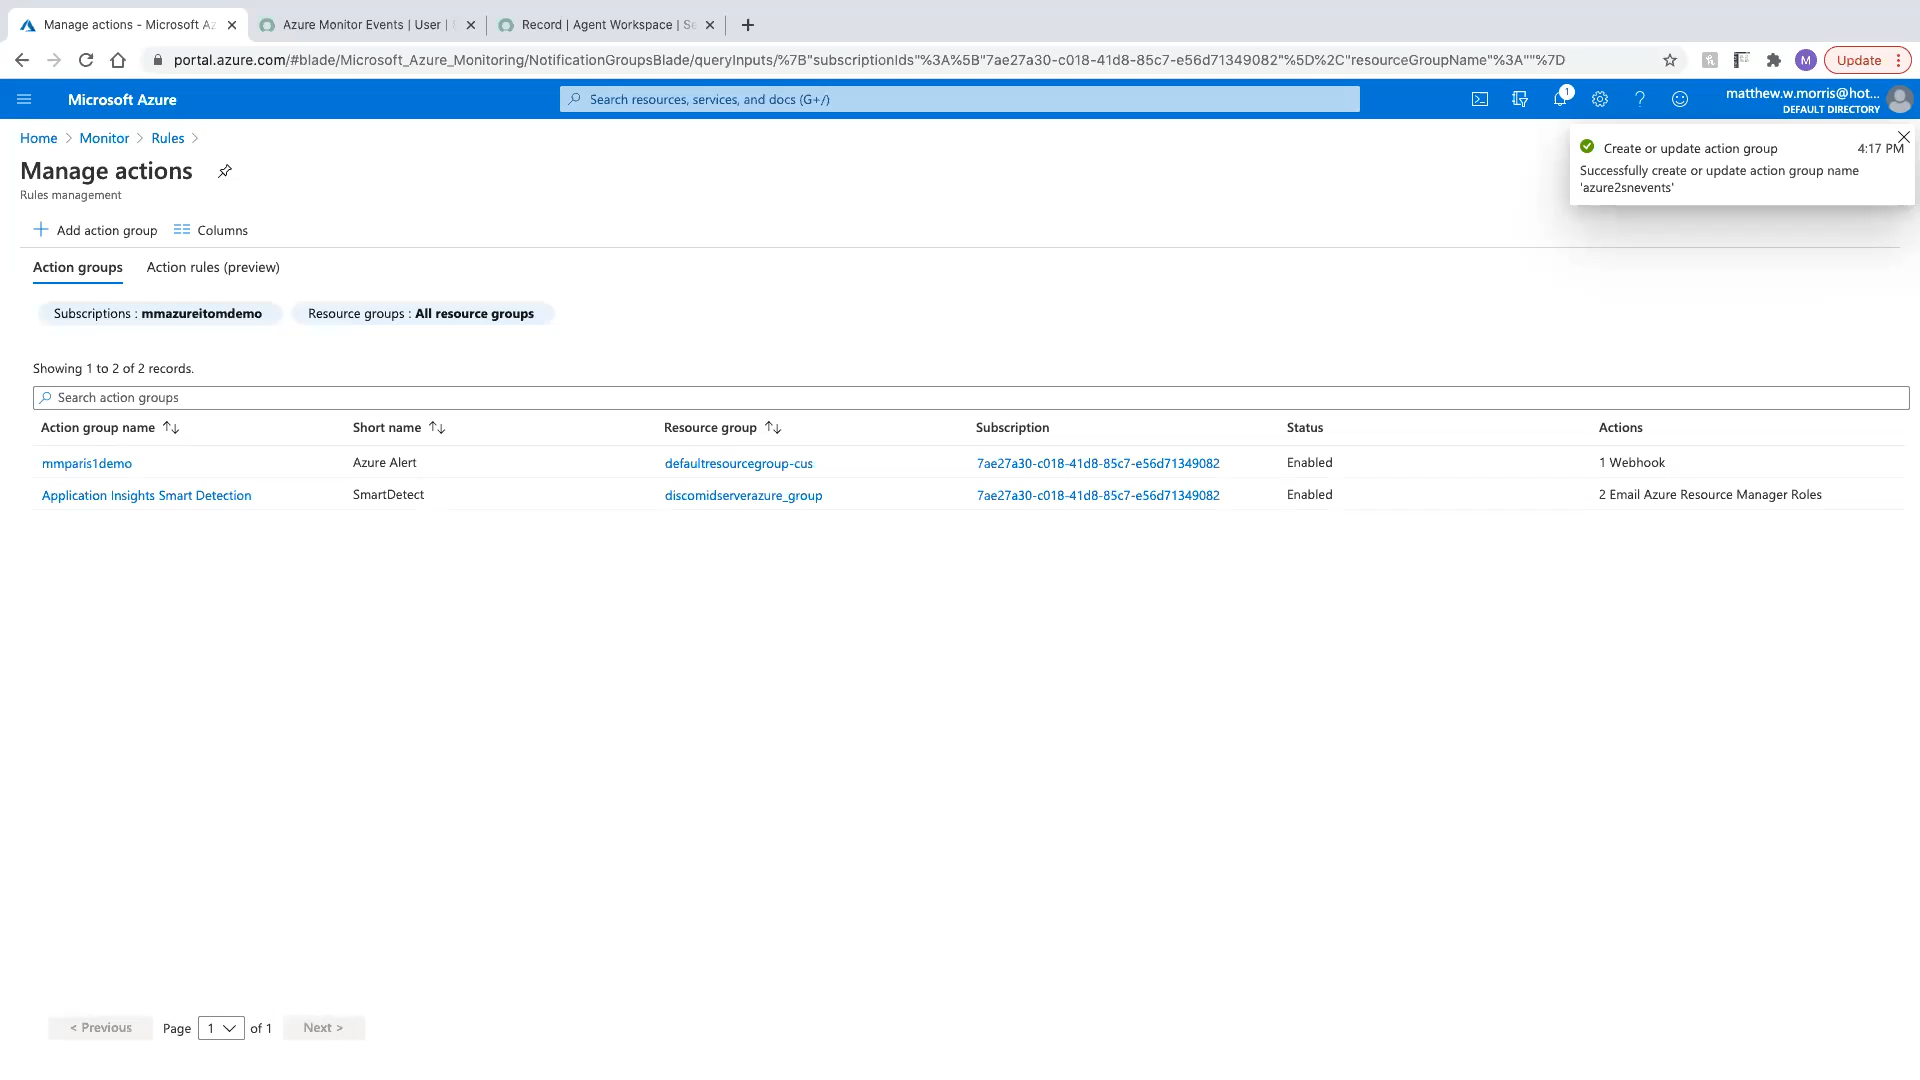 Manage actions - Microsoft Az
Azure Monitor Events | User |
Record | Agent Workspace | Se
portal.azure.com/#blade/Microsoft_Azure_Monitoring/NotificationGroupsBlade/queryInputs/%7B"subscriptionIds"%3A%5B"7ae27a30-c018-41d8-85c7-e56d71349082"%5D%2C"resourceGroupName"%3A""%7D
M
Update
Microsoft Azure
Search resources, services, and docs (G+/)
1
matthew.w.morris@hot...
DEFAULT DIRECTORY
Home > Monitor > Rules >
Manage actions
Rules management
Create or update action group 4:17 PM
Successfully create or update action group name
'azure2snevents'
Add action group
Columns
Action groups
Action rules (preview)
Subscriptions : mmazureitomdemo
Resource groups : All resource groups
Showing 1 to 2 of 2 records.
Search action groups
Action group name Short name Resource group Subscription Status Actions
mmparis1demo Azure Alert defaultresourcegroup-cus 7ae27a30-c018-41d8-85c7-e56d71349082 Enabled 1 Webhook
Application Insights Smart Detection SmartDetect discomidserverazure_group 7ae27a30-c018-41d8-85c7-e56d71349082 Enabled 2 Email Azure Resource Manager Roles
< Previous Page 1 of 1 Next >